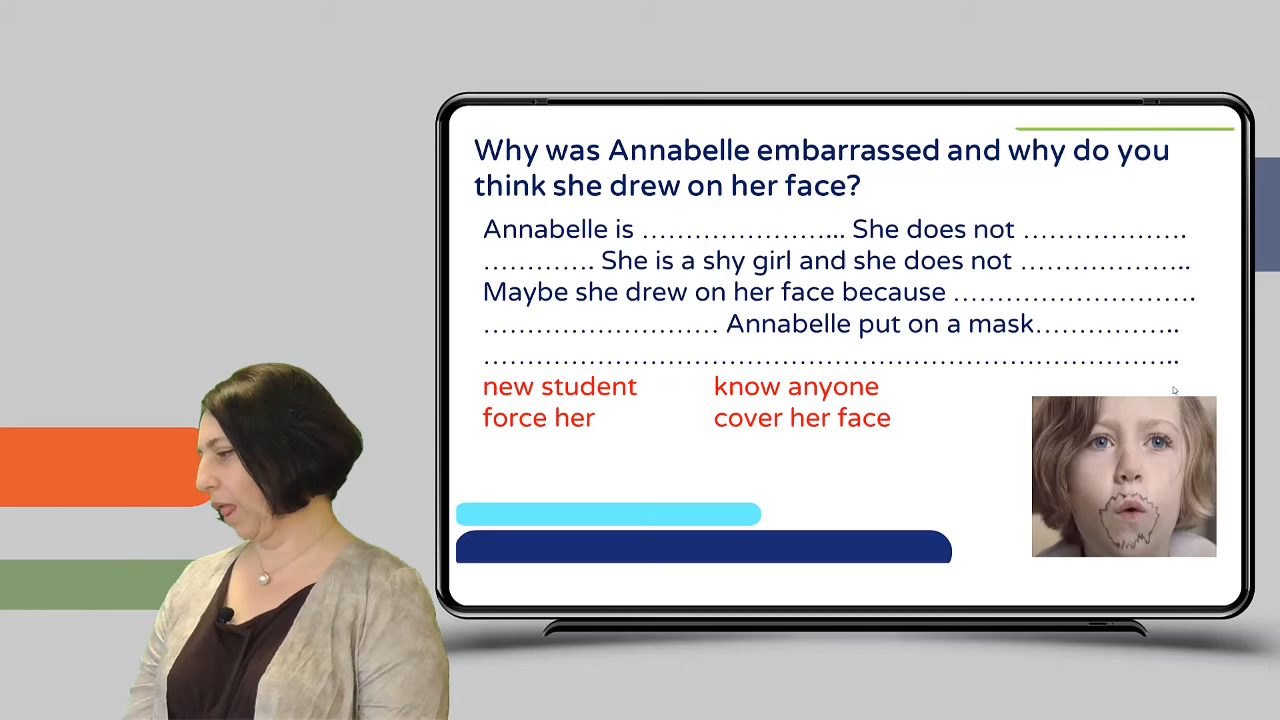 Why was Annabelle embarrassed and why do you
think she drew on her face?
Annabelle is …………………... She does not ……………….
…………. She is a shy girl and she does not ………………..
Maybe she drew on her face because ……………………….
……………………… Annabelle put on a mask……………..
……………………………………………………………………..
new student know anyone
force her cover her face